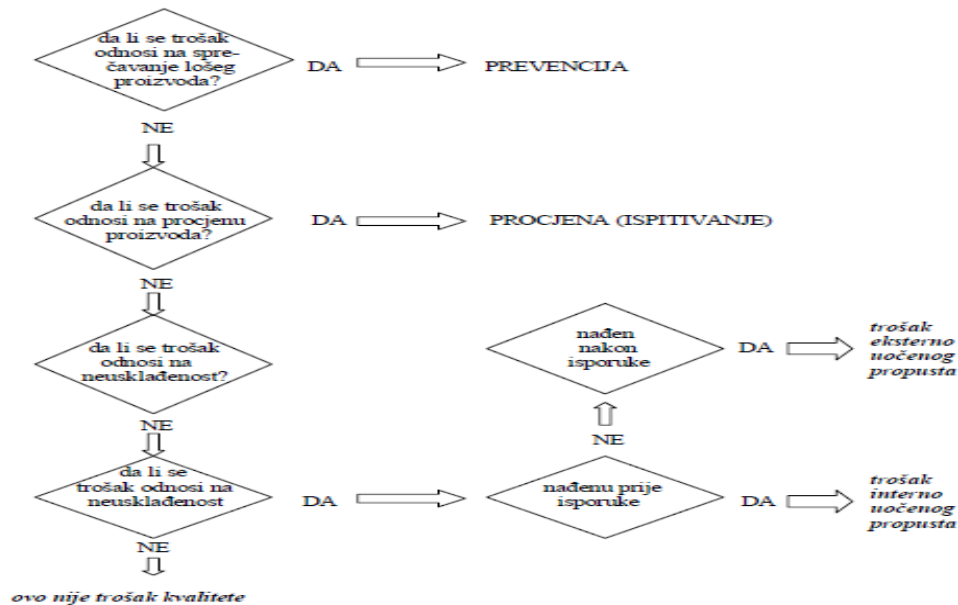 da li se trošak
odnosi na spre-
čavanje lošeg
proizvoda?
DA
PREVENCIJA
NE
da li se trošak
odnosi na procjenu
proizvoda?
DA
PROCJENA (ISPITIVANJE)
NE
da li se trošak
odnosi na
neusklađenost?
nađen
nakon
isporuke
DA
trošak
eksterno
uočenog
propusta
NE
NE
da li se
trošak odnosi na
neusklađenost
DA
nađenu prije
isporuke
DA
trošak
interno
uočenog
propusta
NE
ovo nije trošak kvalitete